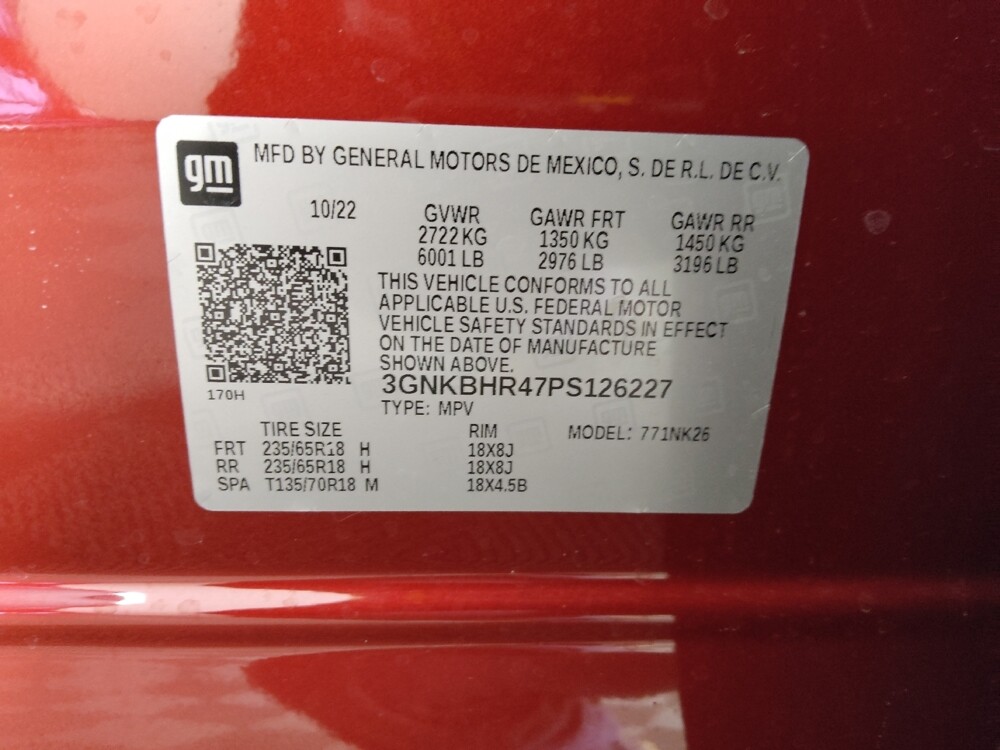 gm MFD BY GENERAL MOTORS DE MEXICO, S. DE R.L. DE C.V.
10/22 GVWR GAWR FRT GAWR RR
2722 KG 1350 KG 1450 KG
6001 LB 2976 LB 3196 LB
THIS VEHICLE CONFORMS TO ALL
APPLICABLE U.S. FEDERAL MOTOR
VEHICLE SAFETY STANDARDS IN EFFECT
ON THE DATE OF MANUFACTURE
SHOWN ABOVE.
3GNKBHR47PS126227
170H
TYPE: MPV
TIRE SIZE RIM MODEL: 771NK26
FRT 235/65R18 H 18X8J
RR 235/65R18 H 18X8J
SPA T135/70R18 M 18X4.5B